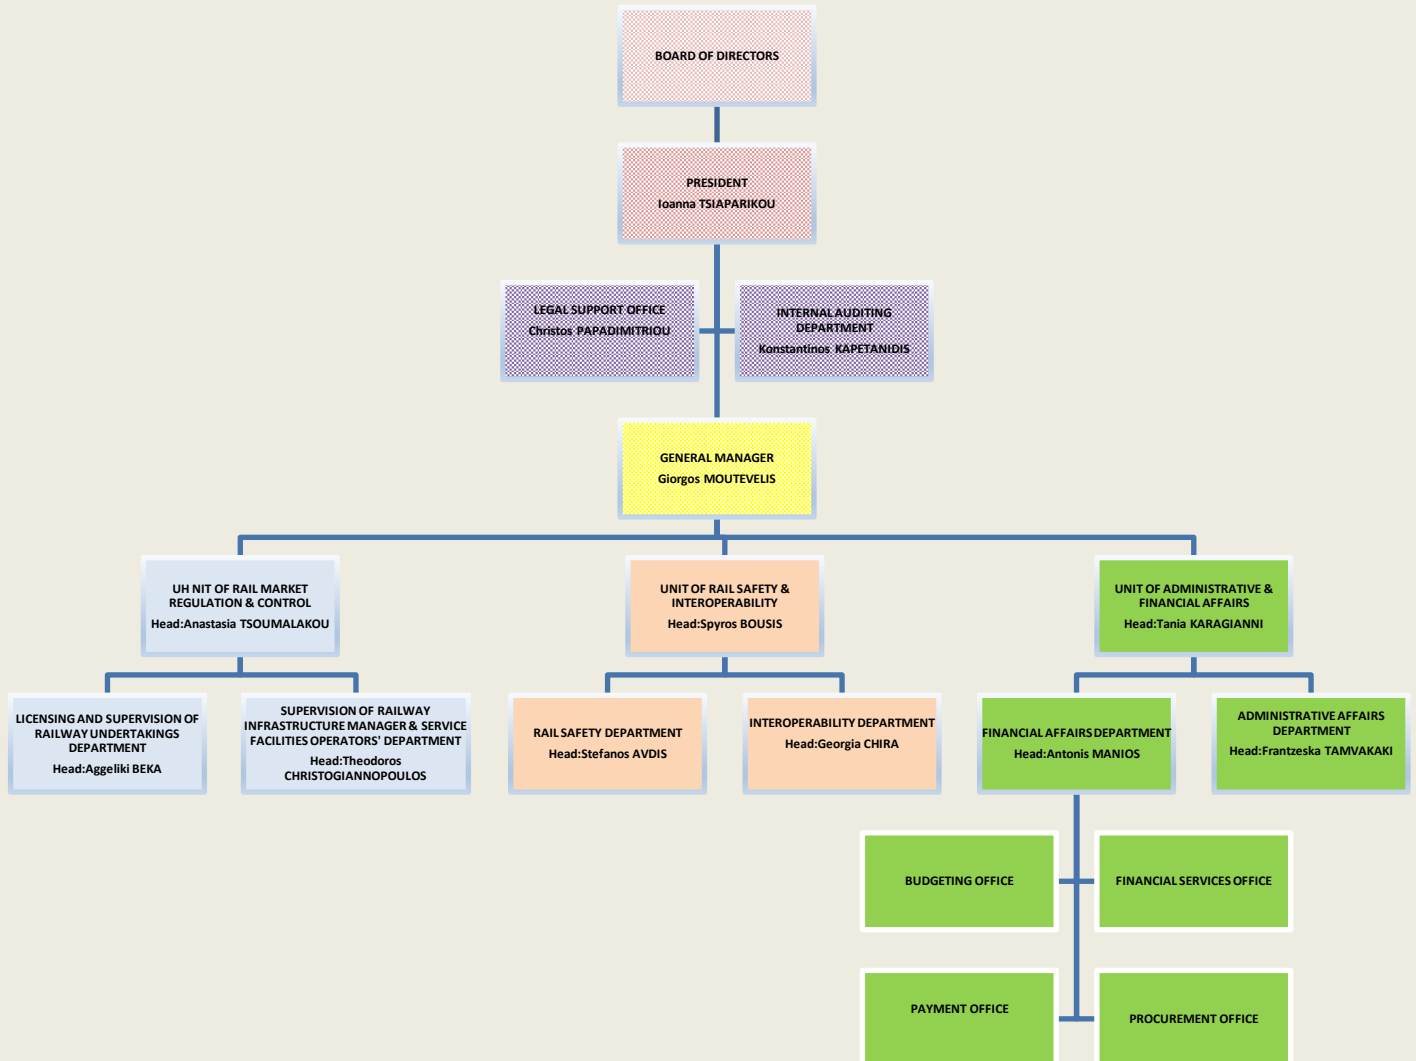 BOARD OF DIRECTORS
PRESIDENT
Ioanna TSIAPARIKOU
LEGAL SUPPORT OFFICE
Christos PAPADIMITRIOU
INTERNAL AUDITING
DEPARTMENT
Konstantinos KAPETANIDIS
GENERAL MANAGER
Giorgos MOUTEVELIS
UH NIT OF RAIL MARKET
REGULATION & CONTROL
Head:Anastasia TSOUMALAKOU
UNIT OF RAIL SAFETY &
INTEROPERABILITY
Head:Spyros BOUSIS
UNIT OF ADMINISTRATIVE &
FINANCIAL AFFAIRS
Head:Tania KARAGIANNI
LICENSING AND SUPERVISION OF
RAILWAY UNDERTAKINGS
DEPARTMENT
Head:Aggeliki BEKA
SUPERVISION OF RAILWAY
INFRASTRUCTURE MANAGER & SERVICE
FACILITIES OPERATORS' DEPARTMENT
Head:Theodoros
CHRISTOGIANNOPOULOS
RAIL SAFETY DEPARTMENT
Head:Stefanos AVDIS
INTEROPERABILITY DEPARTMENT
Head:Georgia CHIRA
FINANCIAL AFFAIRS DEPARTMENT
Head:Antonis MANIOS
ADMINISTRATIVE AFFAIRS
DEPARTMENT
Head:Frantzeska TAMVAKAKI
BUDGETING OFFICE
FINANCIAL SERVICES OFFICE
PAYMENT OFFICE
PROCUREMENT OFFICE